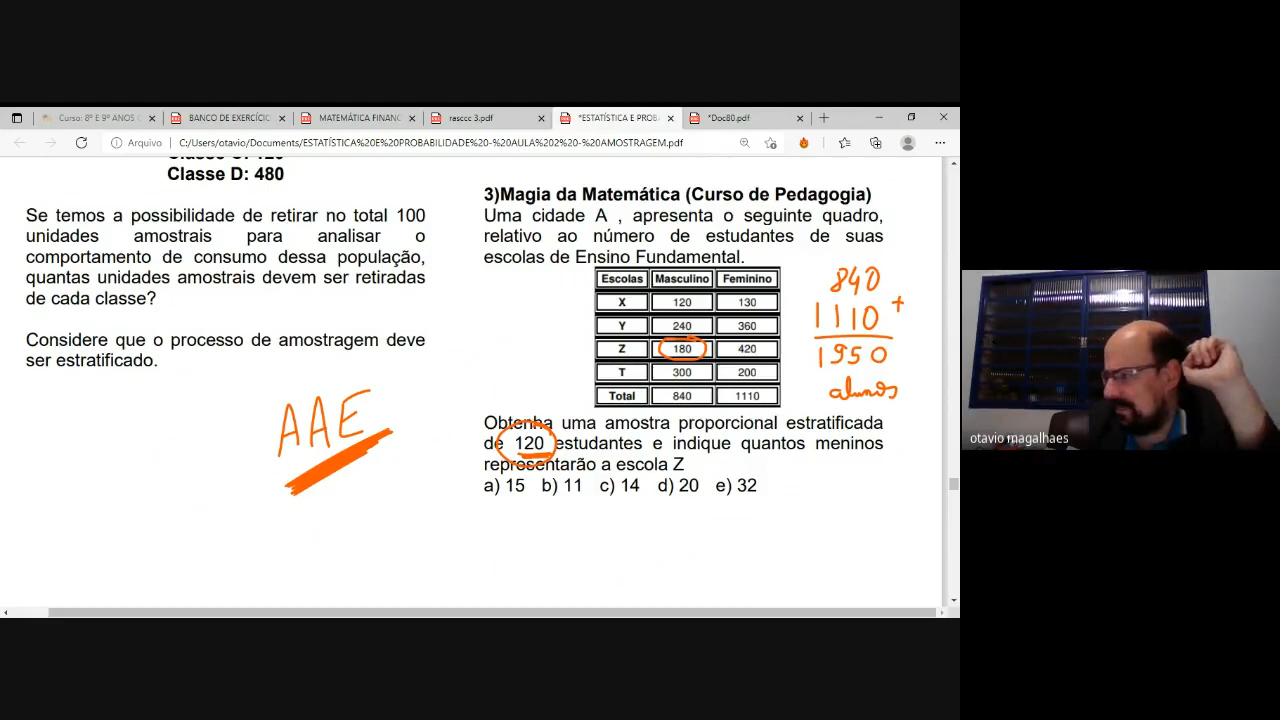 Curso: 8º E 9º ANOS C
BANCO DE EXERCÍCIO
MATEMÁTICA FINANC
rasccc 3.pdf
*ESTATÍSTICA E PROBA
*Doc80.pdf
Arquivo
C:/Users/otavio/Documents/ESTATÍSTICA%20E%20PROBABILIDADE%20-%20AULA%202%20-%20AMOSTRAGEM.pdf
Classe D: 480
Se temos a possibilidade de retirar no total 100
unidades amostrais para analisar o
comportamento de consumo dessa população,
quantas unidades amostrais devem ser retiradas
de cada classe?
Considere que o processo de amostragem deve
ser estratificado.
AAE
3)Magia da Matemática (Curso de Pedagogia)
Uma cidade A , apresenta o seguinte quadro,
relativo ao número de estudantes de suas
escolas de Ensino Fundamental.
Escolas Masculino Feminino
X 120 130
Y 240 360
Z 180 420
T 300 200
Total 840 1110
840
1110 +
1950
alunos
Obtenha uma amostra proporcional estratificada
de 120 estudantes e indique quantos meninos
representarão a escola Z
a) 15 b) 11 c) 14 d) 20 e) 32
otavio magalhaes